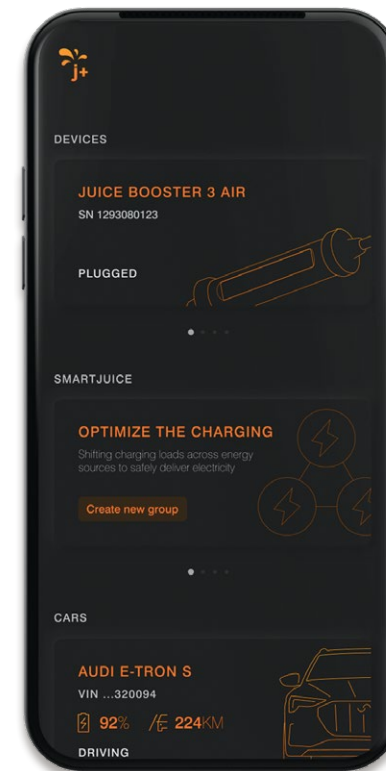 j+
DEVICES
JUICE BOOSTER 3 AIR
SN 1293080123
PLUGGED
SMARTJUICE
OPTIMIZE THE CHARGING
Shifting charging loads across energy
sources to safely deliver electricity
Create new group
CARS
AUDI E-TRON S
VIN ...320094
92% 224KM
DRIVING